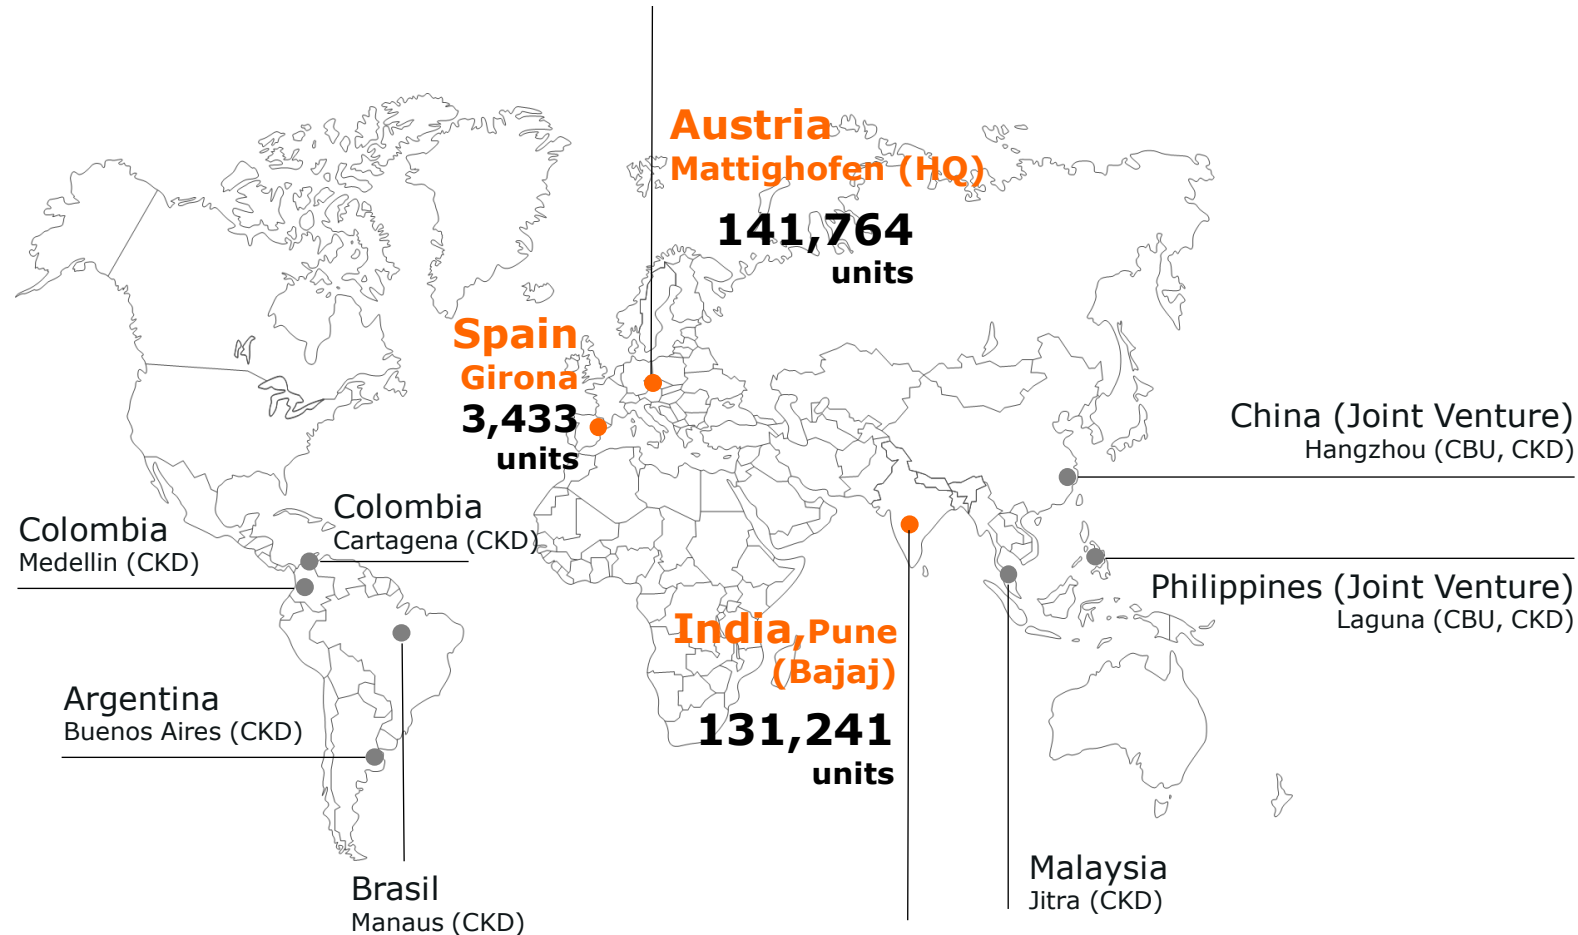 Austria
Mattighofen (HQ)
141,764
units
Spain
Girona
3,433
units
China (Joint Venture)
Hangzhou (CBU, CKD)
Colombia
Cartagena (CKD)
Colombia
Medellin (CKD)
Philippines (Joint Venture)
Laguna (CBU, CKD)
India, Pune
(Bajaj)
131,241
units
Argentina
Buenos Aires (CKD)
Malaysia
Jitra (CKD)
Brasil
Manaus (CKD)